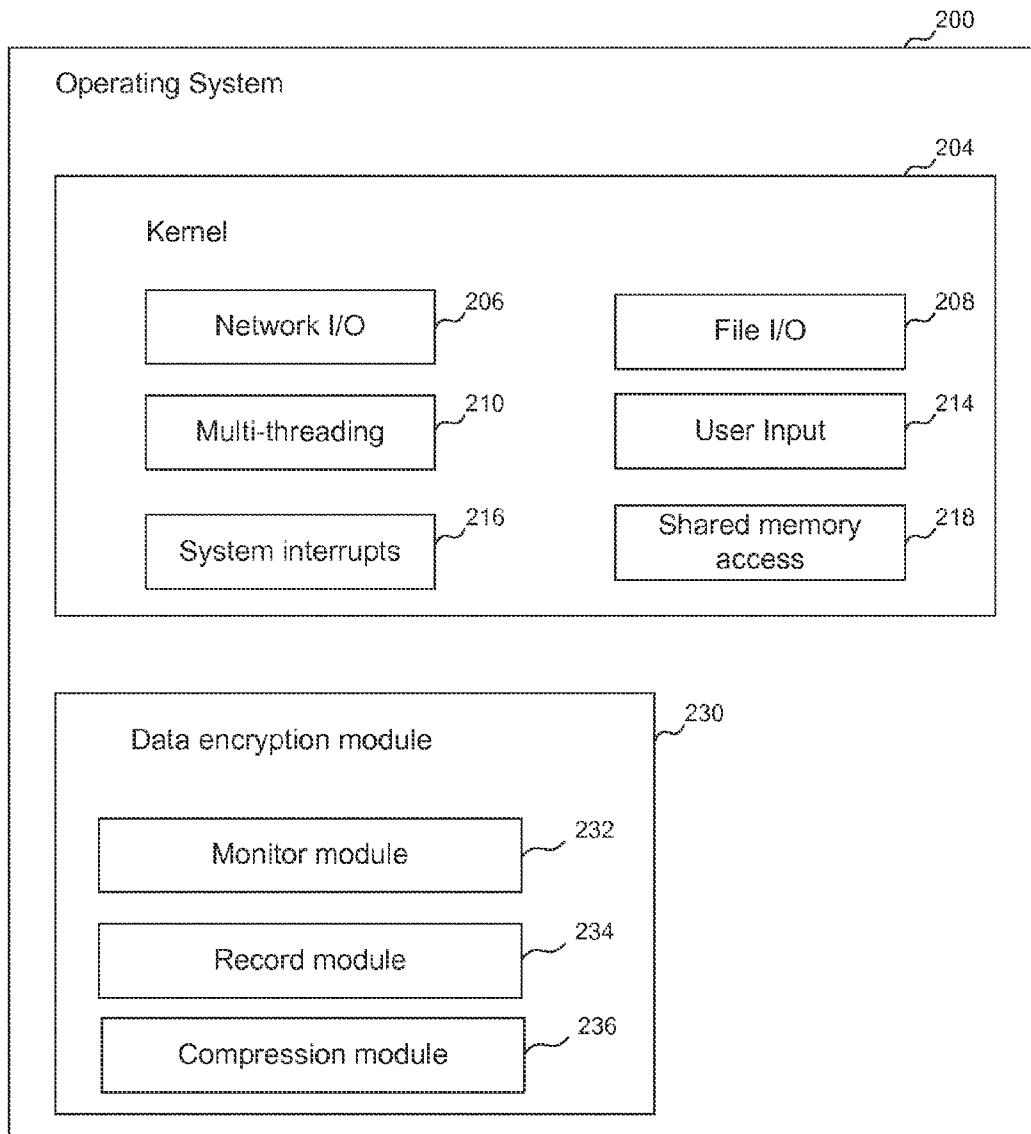 200
Operating System
204
Kernel
Network I/O
206
File I/O
208
Multi-threading
210
User Input
214
System interrupts
216
Shared memory
access
218
Data encryption module
230
Monitor module
232
Record module
234
Compression module
236